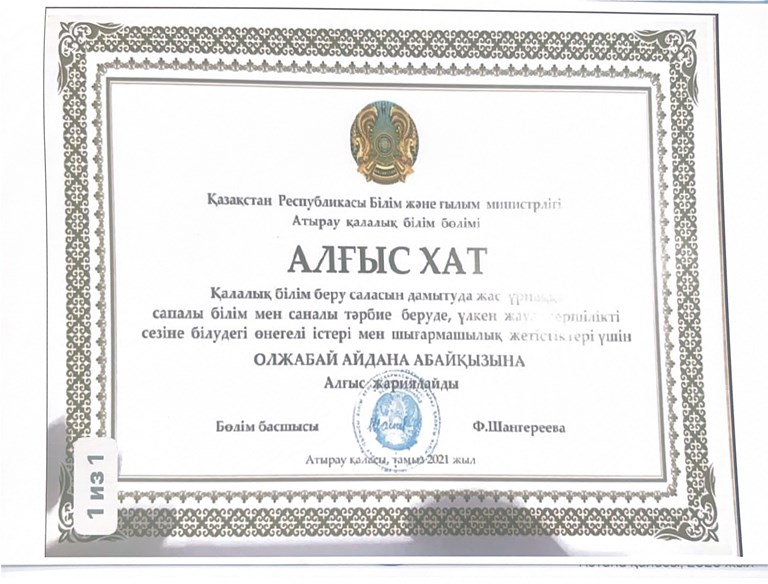 Қазақстан Республикасы Білім және ғылым министрлігі
Атырау қалалық білім бөлімі
АЛҒЫС ХАТ
Қалалық білім беру саласын дамытуда жас
сапалы білім мен саналы тәрбие беруде, үлкен
сезіне білудегі өнегелі істері мен шығармашылық жетістіктері үшін
ОЛЖАБАЙ АЙДАНА АБАЙҚЫЗЫНА
Алғыс жариялайды
Бөлім басшысы Ф.Шангереева
Атырау қаласы, тамыз 2021 жыл
1 из 1